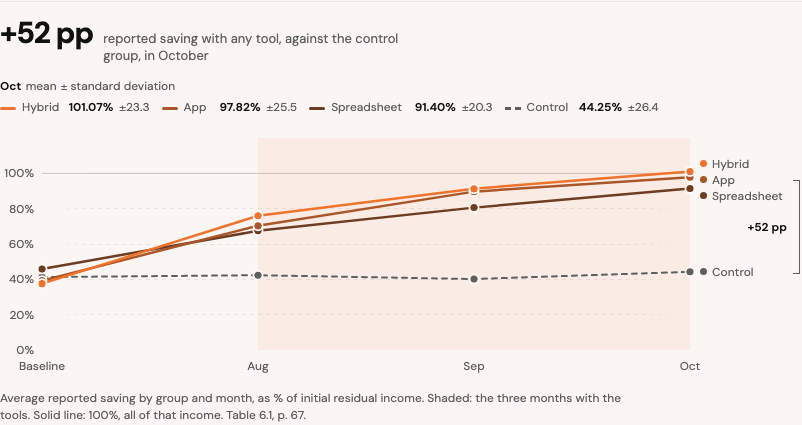 +52 pp reported saving with any tool, against the control
group, in October
Oct mean ± standard deviation
Hybrid 101.07% ±23.3 App 97.82% ±25.5 Spreadsheet 91.40% ±20.3 Control 44.25% ±26.4
100%
80%
60%
40%
20%
0%
Hybrid
App
Spreadsheet
+52 pp
Control
Baseline Aug Sep Oct
Average reported saving by group and month, as % of initial residual income. Shaded: the three months with the
tools. Solid line: 100%, all of that income. Table 6.1, p. 67.